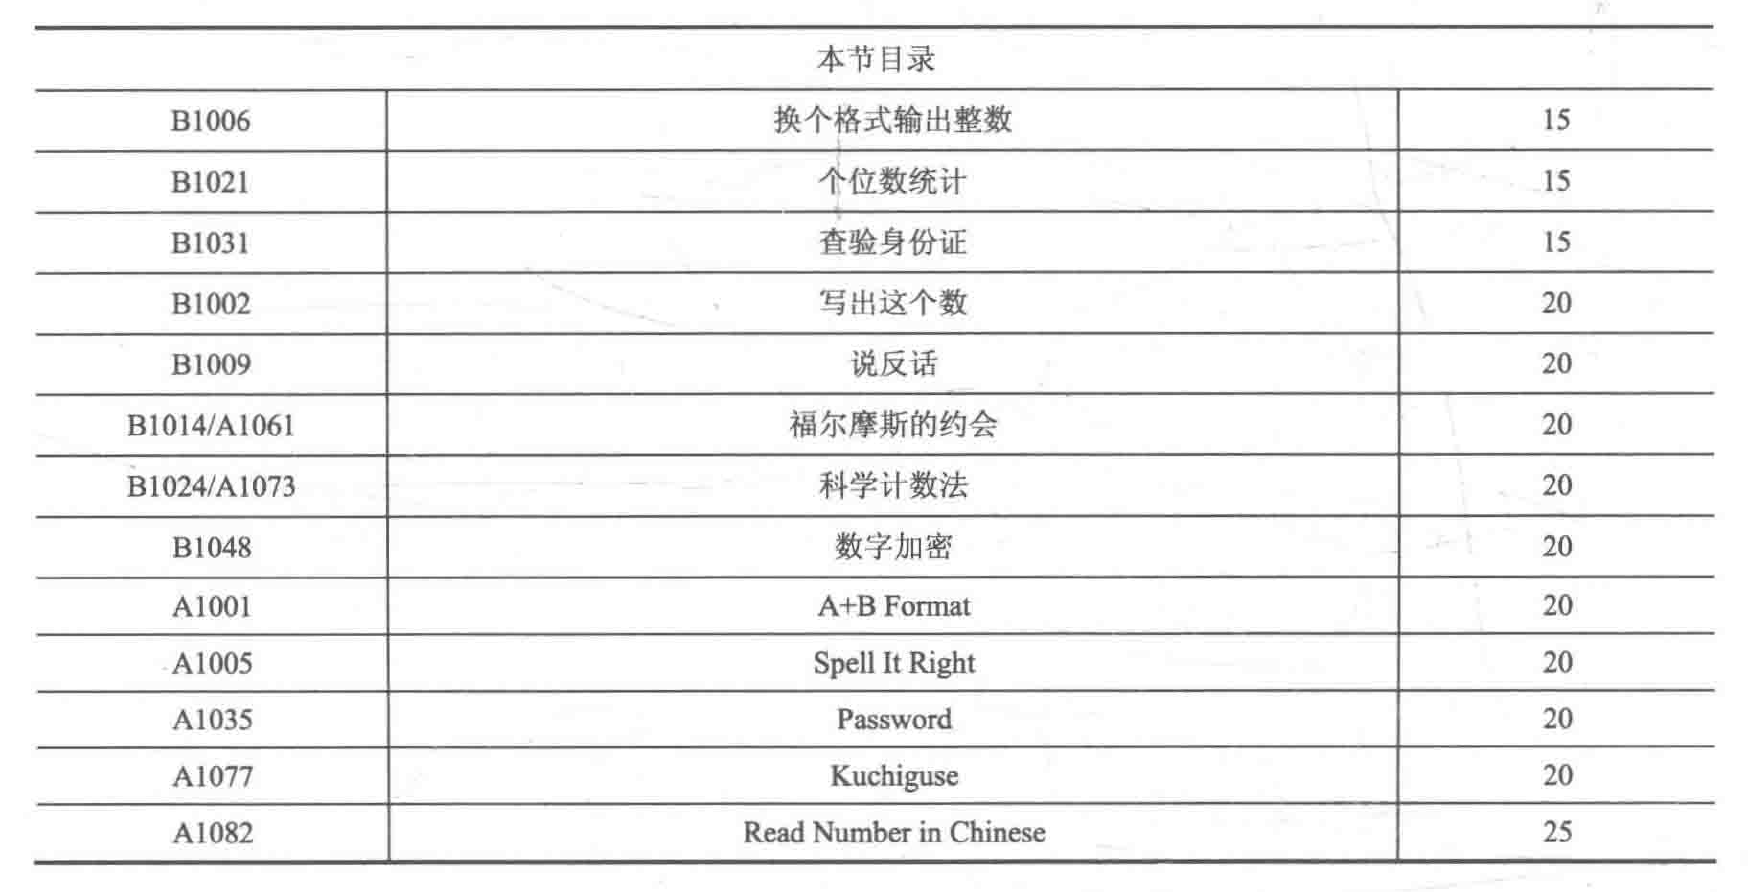 本节目录
B1006 换个格式输出整数 15
B1021 个位数统计 15
B1031 查验身份证 15
B1002 写出这个数 20
B1009 说反话 20
B1014/A1061 福尔摩斯的约会 20
B1024/A1073 科学计数法 20
B1048 数字加密 20
A1001 A+B Format 20
A1005 Spell It Right 20
A1035 Password 20
A1077 Kuchiguse 20
A1082 Read Number in Chinese 25